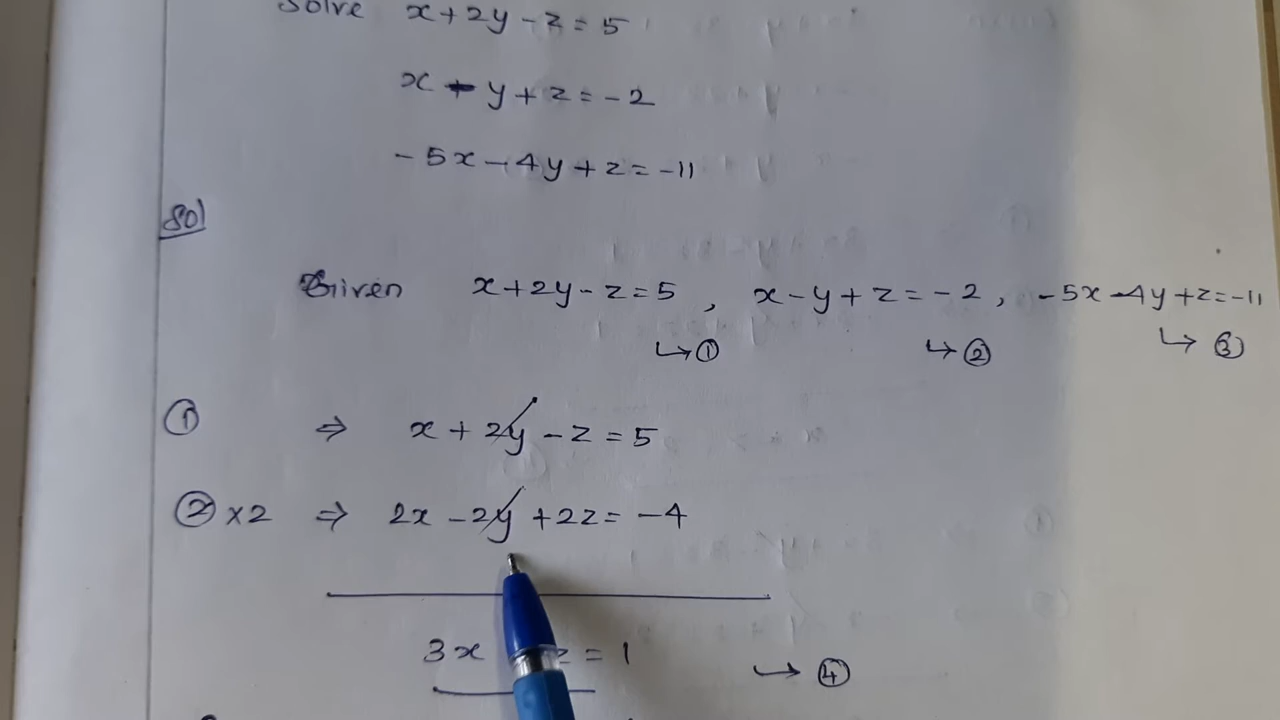 Solve x+2y-z=5
x-y+z=-2
-5x-4y+z=-11
Sol
Given x+2y-z=5, x-y+z=-2, -5x-4y+z=-11
↳① ↳② ↳③
① ⇒ x+2y-z=5
②×2 ⇒ 2x-2y+2z=-4
3x z=1 ↳④